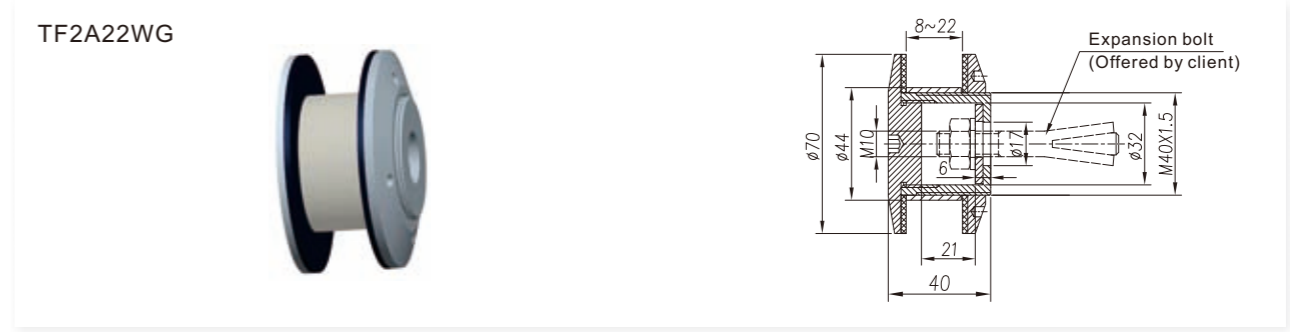 TF2A22WG
8~22
Expansion bolt
(Offered by client)
ø70
ø44
M10
6
ø17
ø32
M40X1.5
21
40